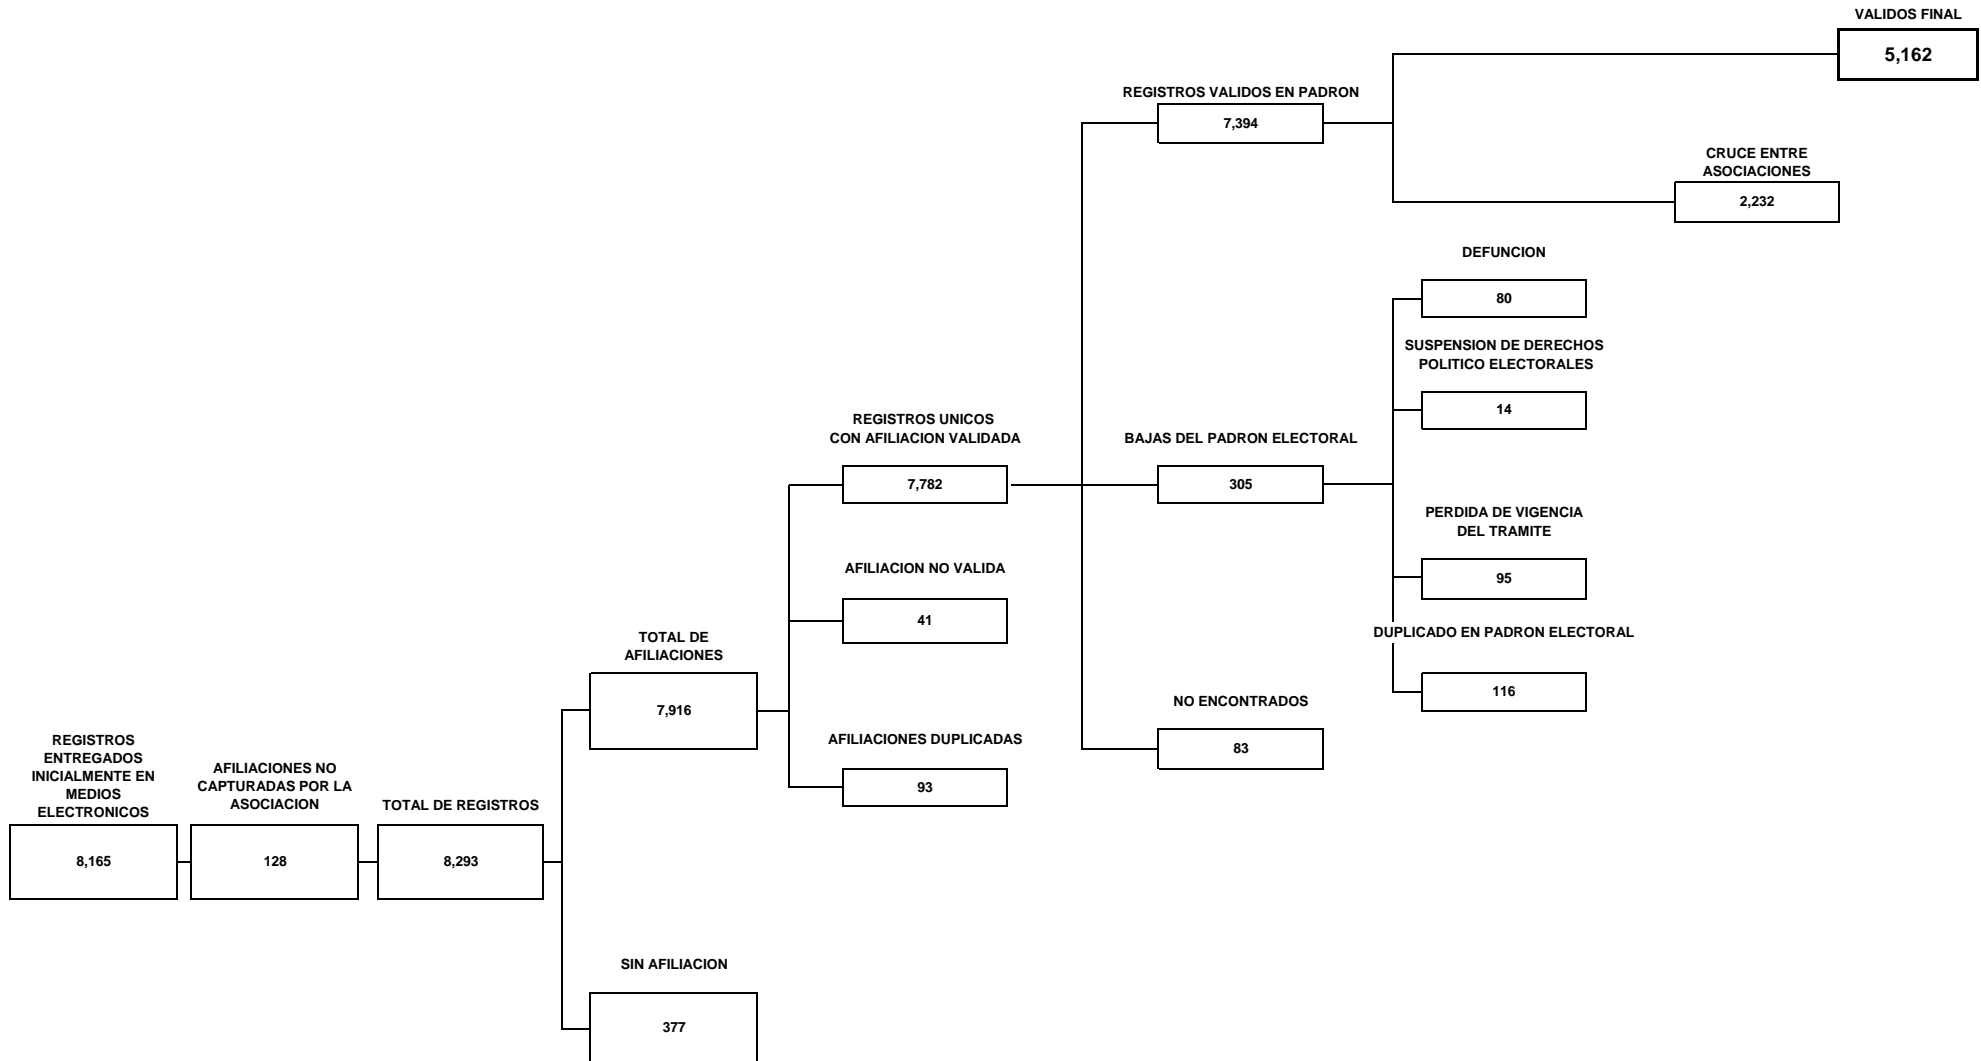 VALIDOS FINAL
5,162
REGISTROS VALIDOS EN PADRON
7,394
CRUCE ENTRE
ASOCIACIONES
2,232
DEFUNCION
80
SUSPENSION DE DERECHOS
POLITICO ELECTORALES
14
REGISTROS UNICOS
CON AFILIACION VALIDADA
7,782
BAJAS DEL PADRON ELECTORAL
305
PERDIDA DE VIGENCIA
DEL TRAMITE
95
AFILIACION NO VALIDA
41
DUPLICADO EN PADRON ELECTORAL
116
TOTAL DE
AFILIACIONES
7,916
NO ENCONTRADOS
83
AFILIACIONES DUPLICADAS
93
REGISTROS
ENTREGADOS
INICIALMENTE EN
MEDIOS
ELECTRONICOS
8,165
AFILIACIONES NO
CAPTURADAS POR LA
ASOCIACION
128
TOTAL DE REGISTROS
8,293
SIN AFILIACION
377